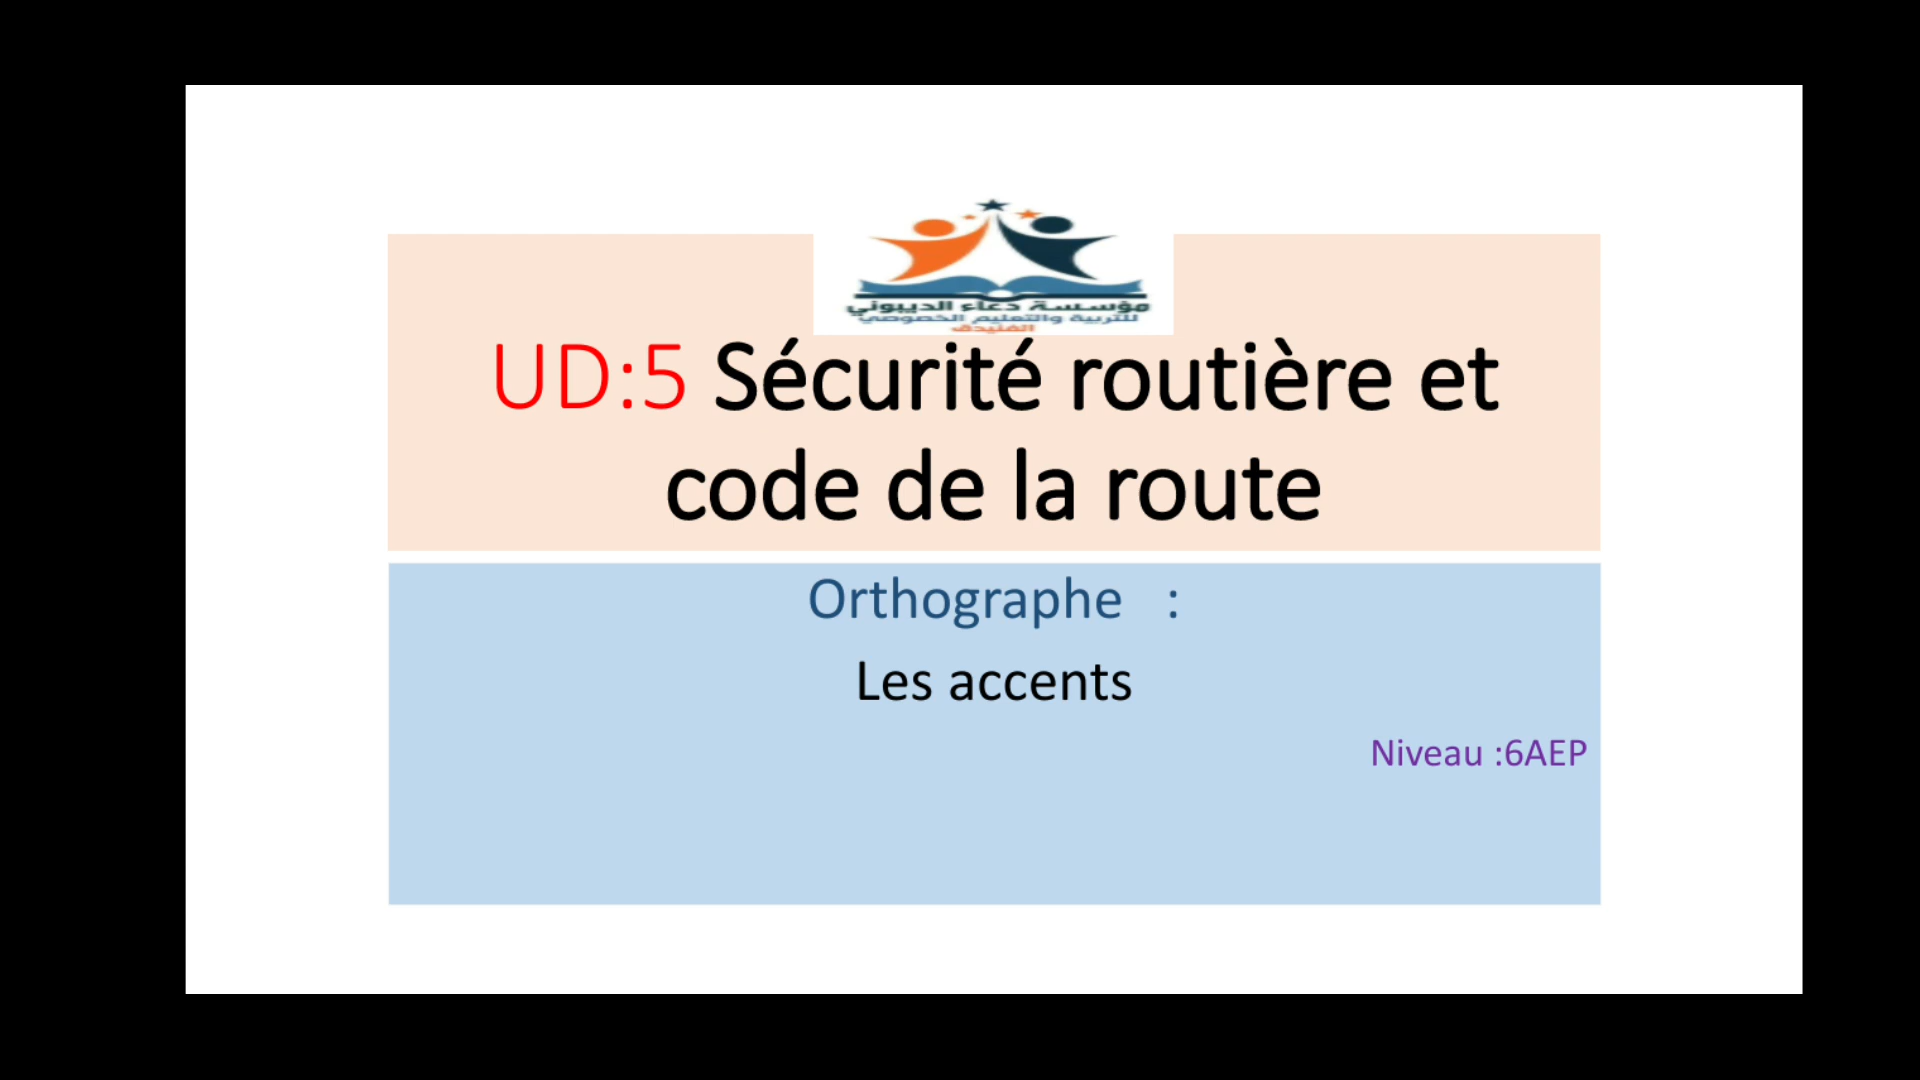 مؤسسة دعاء الديبوني
للتربية والتعليم الخصوصي
الفنيدق
UD:5 Sécurité routière et
code de la route
Orthographe :
Les accents
Niveau :6AEP